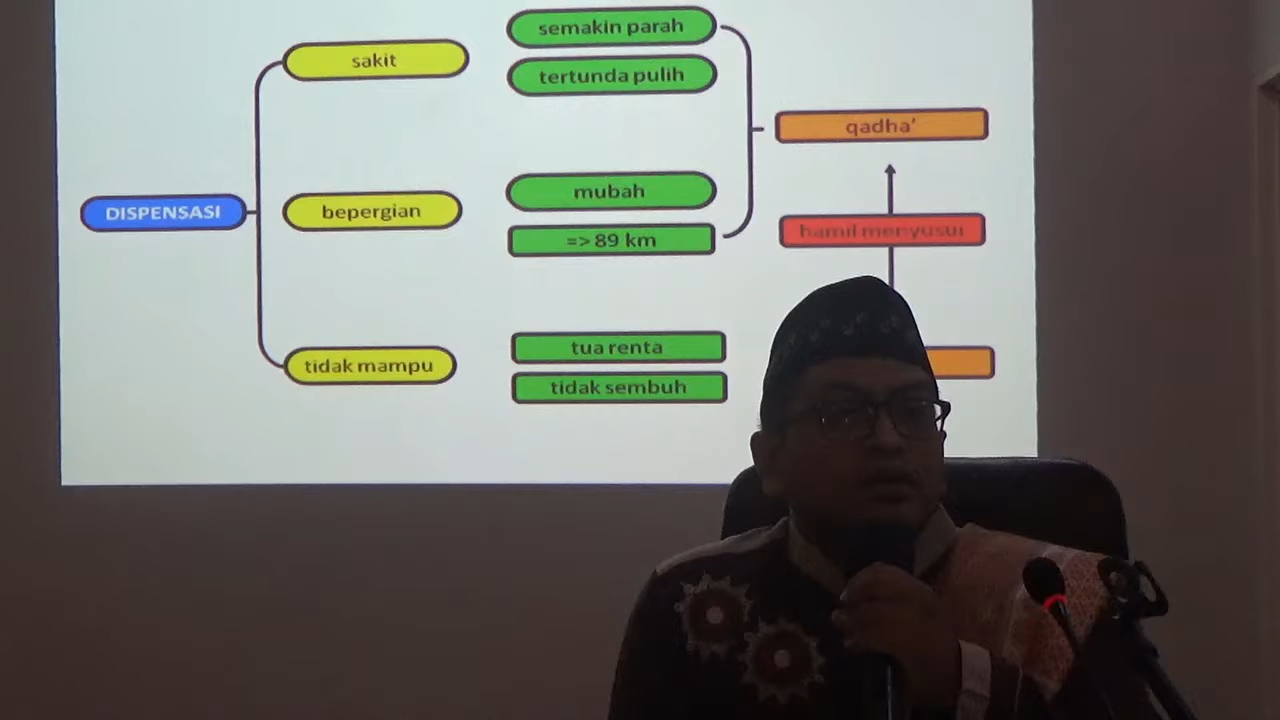 semakin parah
sakit
tertunda pulih
qadha'
mubah
DISPENSASI
bepergian
hamil menyusui
=> 89 km
tua renta
tidak mampu
tidak sembuh